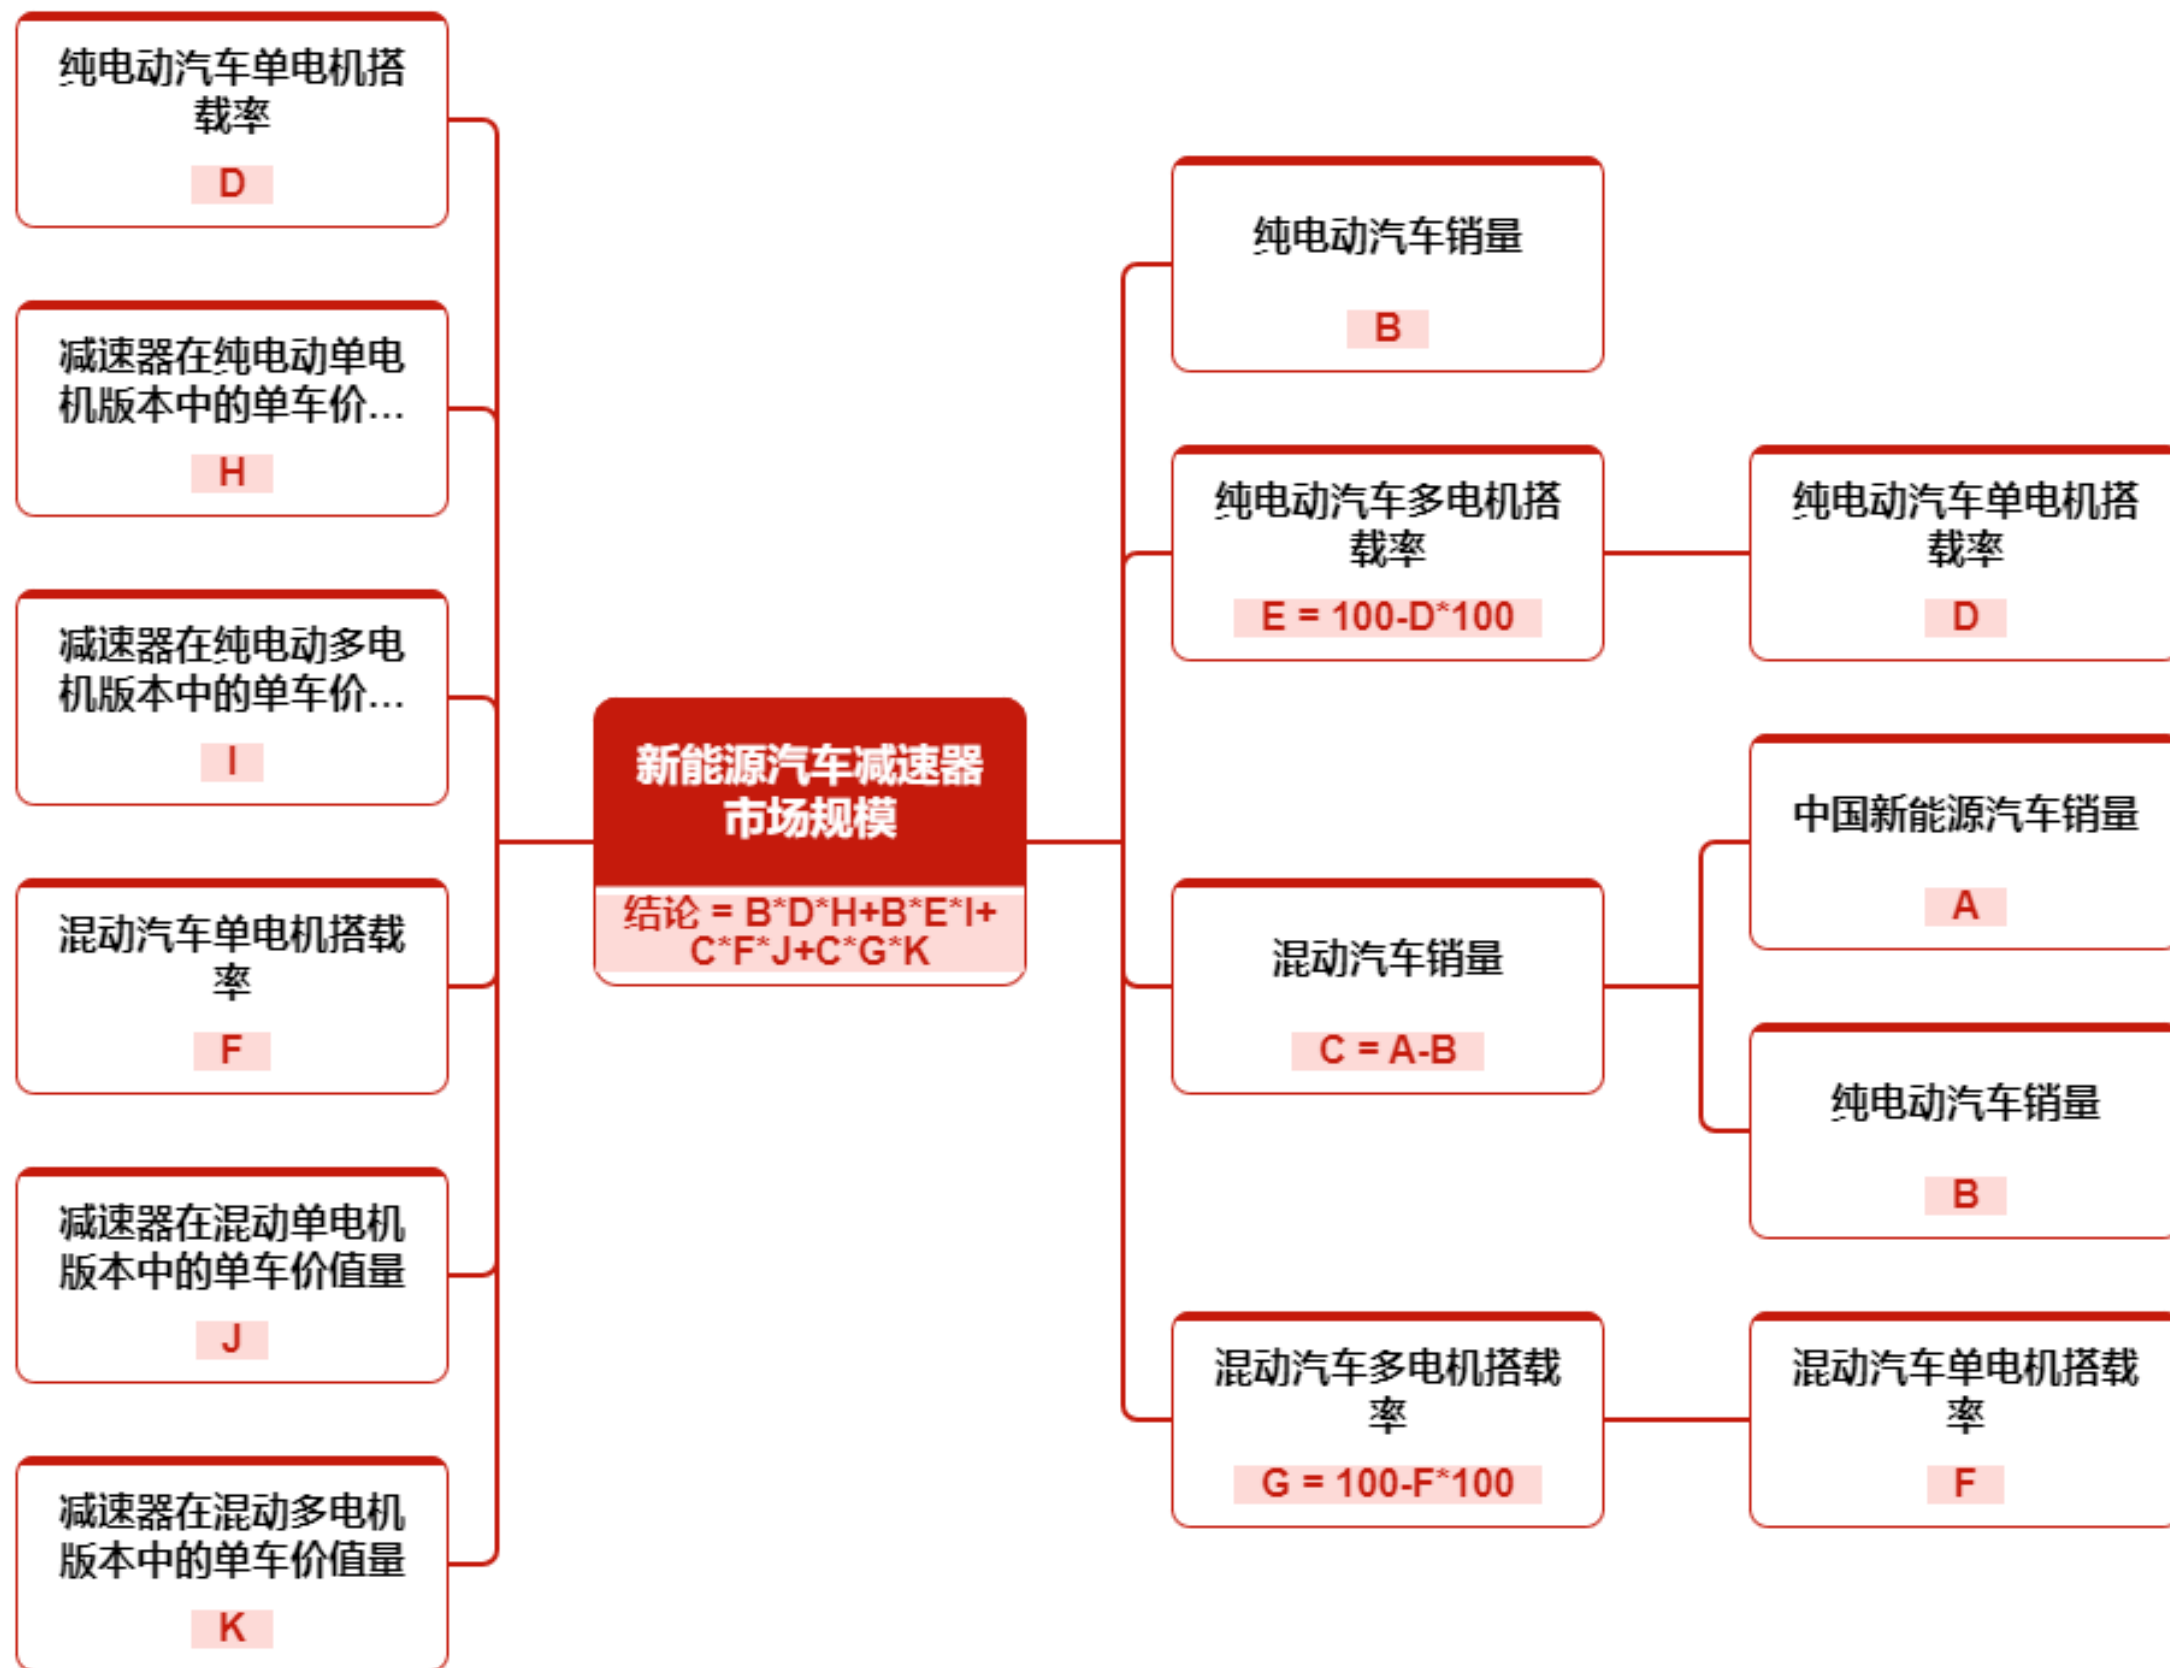 纯电动汽车单电机搭
载率
D
减速器在纯电动单电
机版本中的单车价...
H
减速器在纯电动多电
机版本中的单车价...
I
混动汽车单电机搭载
率
F
减速器在混动单电机
版本中的单车价值量
J
减速器在混动多电机
版本中的单车价值量
K
新能源汽车减速器
市场规模
结论 = B*D*H+B*E*I+
C*F*J+C*G*K
纯电动汽车销量
B
纯电动汽车多电机搭
载率
E = 100-D*100
混动汽车销量
C = A-B
混动汽车多电机搭载
率
G = 100-F*100
纯电动汽车单电机搭
载率
D
中国新能源汽车销量
A
纯电动汽车销量
B
混动汽车单电机搭载
率
F